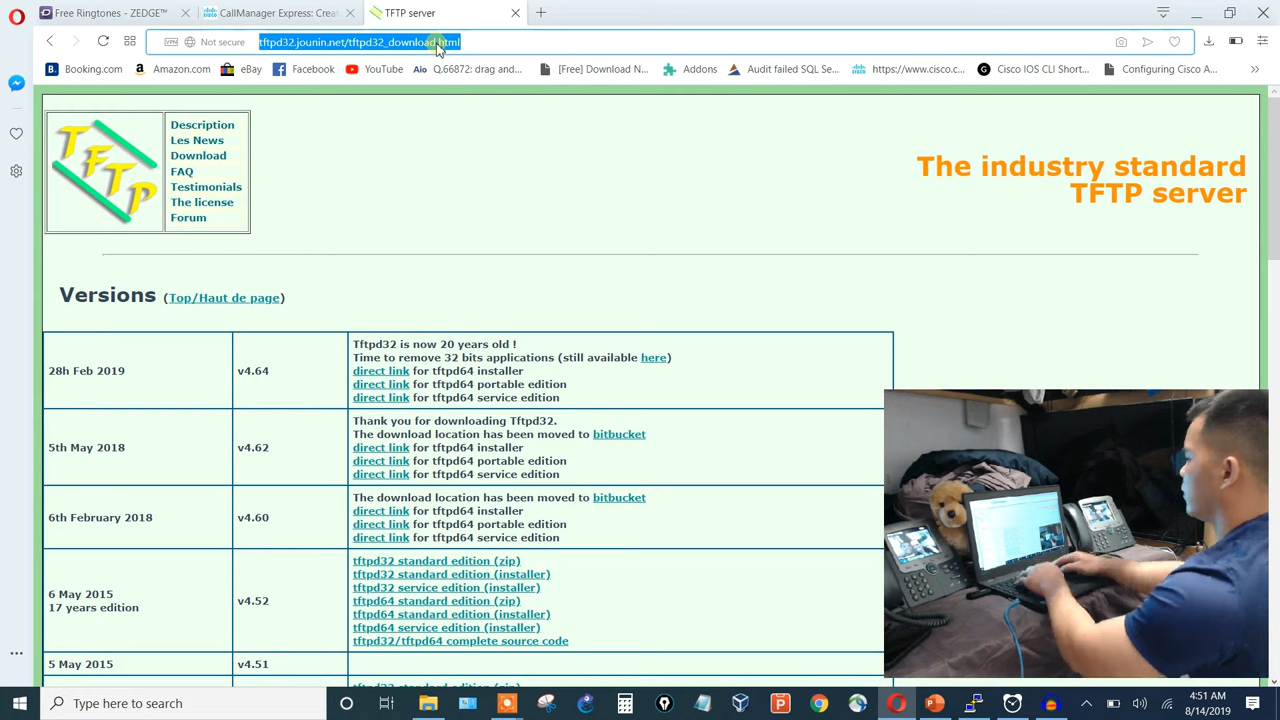 Free Ringtones – ZEDGE™
CallManager Express: Crea
TFTP server
VPN
Not secure
tftpd32.jounin.net/tftpd32_download.html
Booking.com
Amazon.com
eBay
Facebook
YouTube
Aio
Q.66872: drag and...
[Free] Download N...
Addons
Audit failed SQL Se...
https://www.cisco.c...
Cisco IOS CLI Short...
Configuring Cisco A...
TFTP
Description
Les News
Download
FAQ
Testimonials
The license
Forum
The industry standard
TFTP server
Versions (Top/Haut de page)
28h Feb 2019
v4.64
Tftpd32 is now 20 years old !
Time to remove 32 bits applications (still available here)
direct link for tftpd64 installer
direct link for tftpd64 portable edition
direct link for tftpd64 service edition
5th May 2018
v4.62
Thank you for downloading Tftpd32.
The download location has been moved to bitbucket
direct link for tftpd64 installer
direct link for tftpd64 portable edition
direct link for tftpd64 service edition
6th February 2018
v4.60
The download location has been moved to bitbucket
direct link for tftpd64 installer
direct link for tftpd64 portable edition
direct link for tftpd64 service edition
6 May 2015
17 years edition
v4.52
tftpd32 standard edition (zip)
tftpd32 standard edition (installer)
tftpd32 service edition (installer)
tftpd64 standard edition (zip)
tftpd64 standard edition (installer)
tftpd64 service edition (installer)
tftpd32/tftpd64 complete source code
5 May 2015
v4.51
Type here to search
4:51 AM
8/14/2019